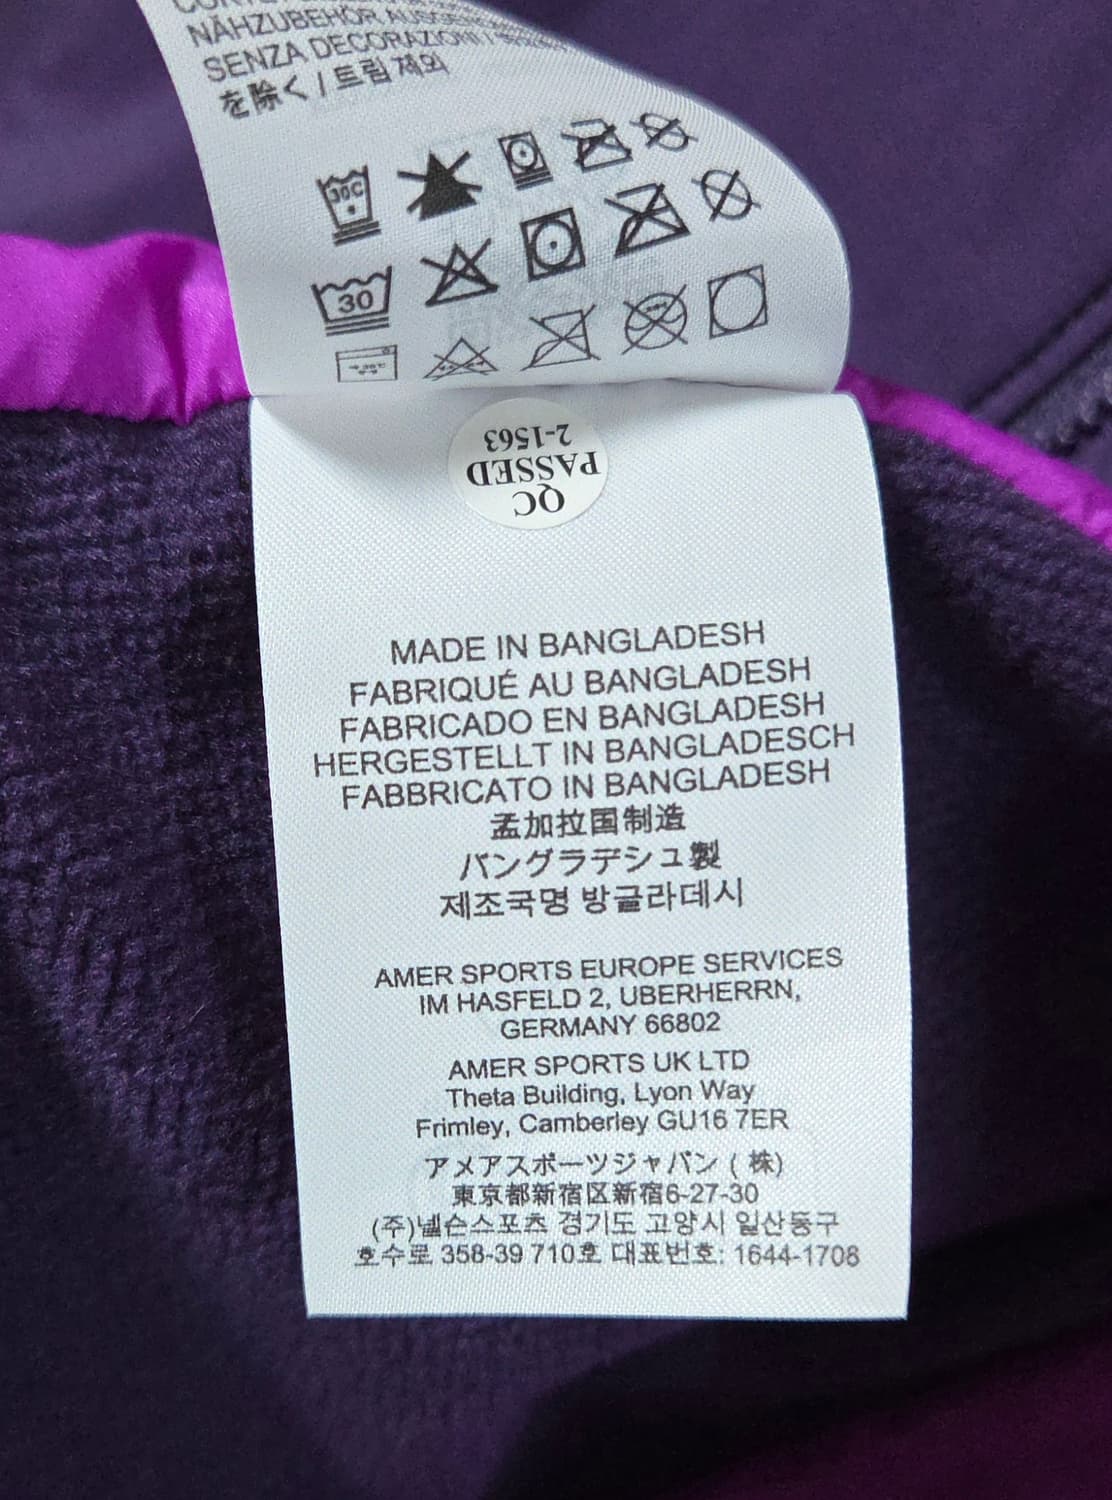 NÄHZUBEHÖR
SENZA DECORAZIONI /
を除く / 트림 제외
30C
30
QC
PASSED
2-1563
MADE IN BANGLADESH
FABRIQUÉ AU BANGLADESH
FABRICADO EN BANGLADESH
HERGESTELLT IN BANGLADESCH
FABBRICATO IN BANGLADESH
孟加拉国制造
バングラデシュ製
제조국명 방글라데시
AMER SPORTS EUROPE SERVICES
IM HASFELD 2, UBERHERRN,
GERMANY 66802
AMER SPORTS UK LTD
Theta Building, Lyon Way
Frimley, Camberley GU16 7ER
アメアスポーツジャパン ( 株)
東京都新宿区新宿6-27-30
(주)넬슨스포츠 경기도 고양시 일산동구
호수로 358-39 710호 대표번호: 1644-1708